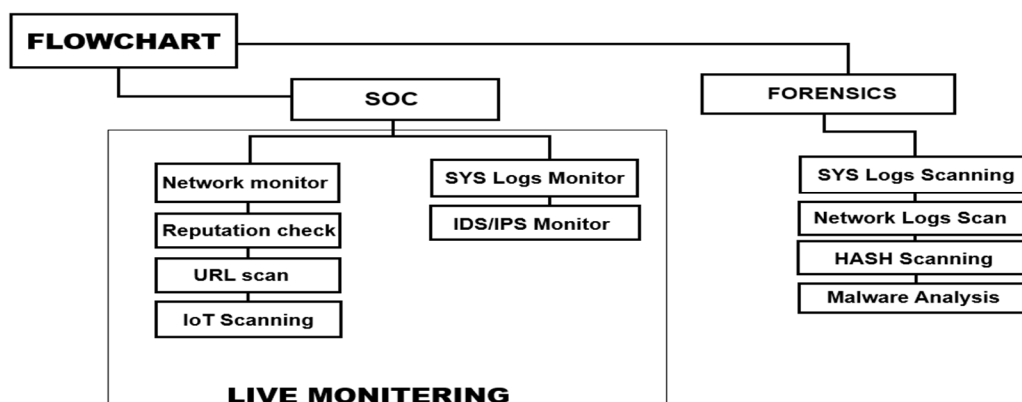 FLOWCHART
SOC
FORENSICS
Network monitor
Reputation check
URL scan
IoT Scanning
SYS Logs Monitor
IDS/IPS Monitor
SYS Logs Scanning
Network Logs Scan
HASH Scanning
Malware Analysis
LIVE MONITERING